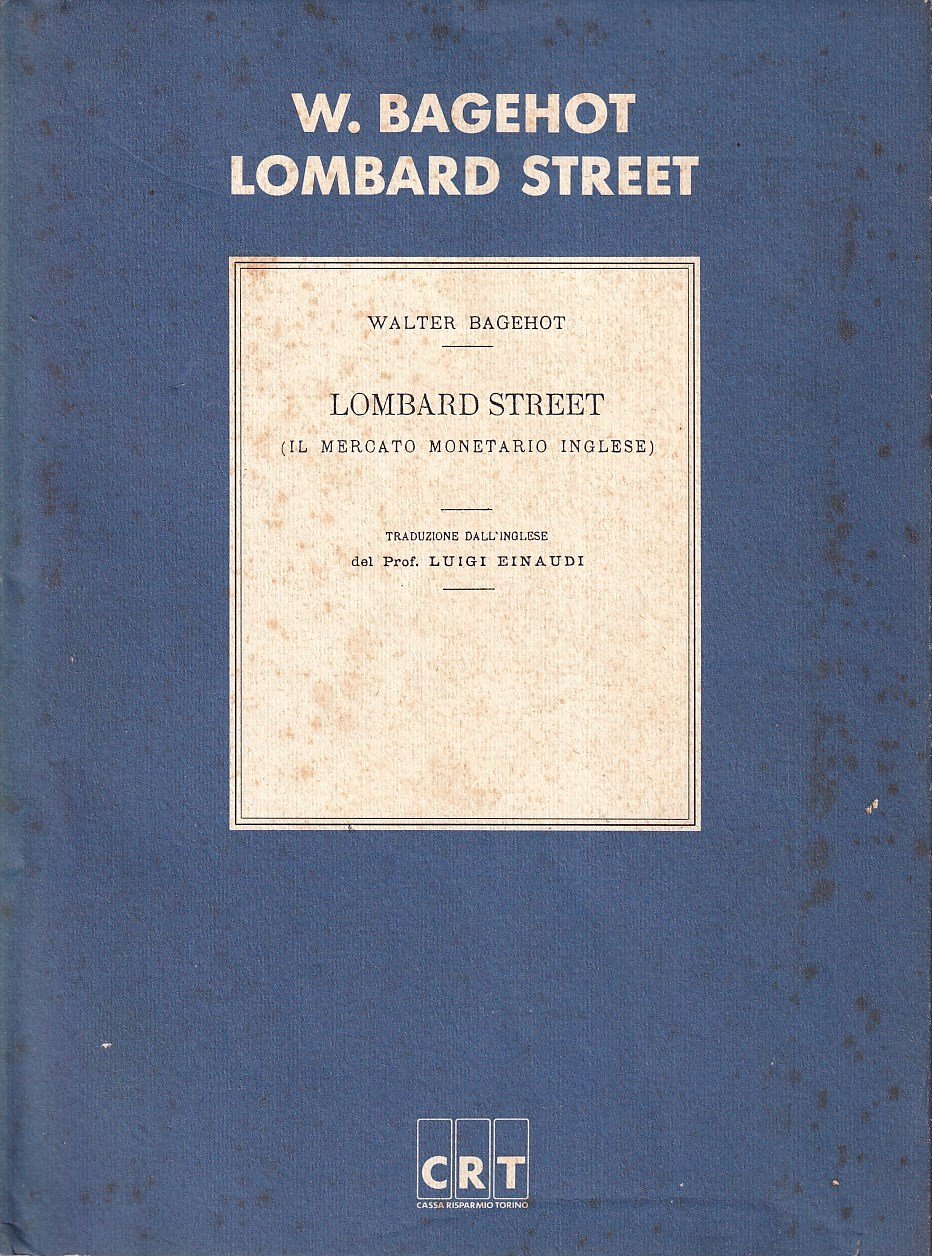 W. BAGEHOT
LOMBARD STREET
WALTER BAGEHOT
LOMBARD STREET
(IL MERCATO MONETARIO INGLESE)
TRADUZIONE DALL'INGLESE
del Prof. LUIGI EINAUDI
CRT
CASSA RISPARMIO TORINO